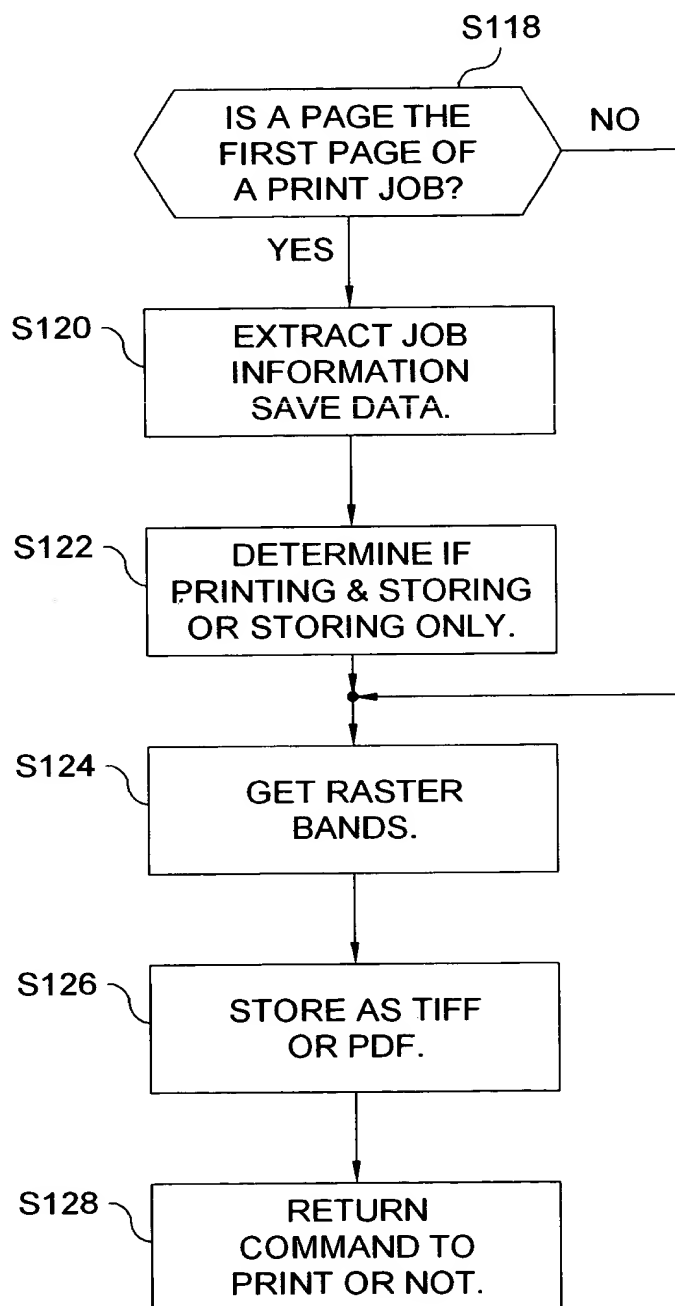 S118
IS A PAGE THE
FIRST PAGE OF
A PRINT JOB?
NO
YES
S120
EXTRACT JOB
INFORMATION
SAVE DATA.
S122
DETERMINE IF
PRINTING & STORING
OR STORING ONLY.
S124
GET RASTER
BANDS.
S126
STORE AS TIFF
OR PDF.
S128
RETURN
COMMAND TO
PRINT OR NOT.